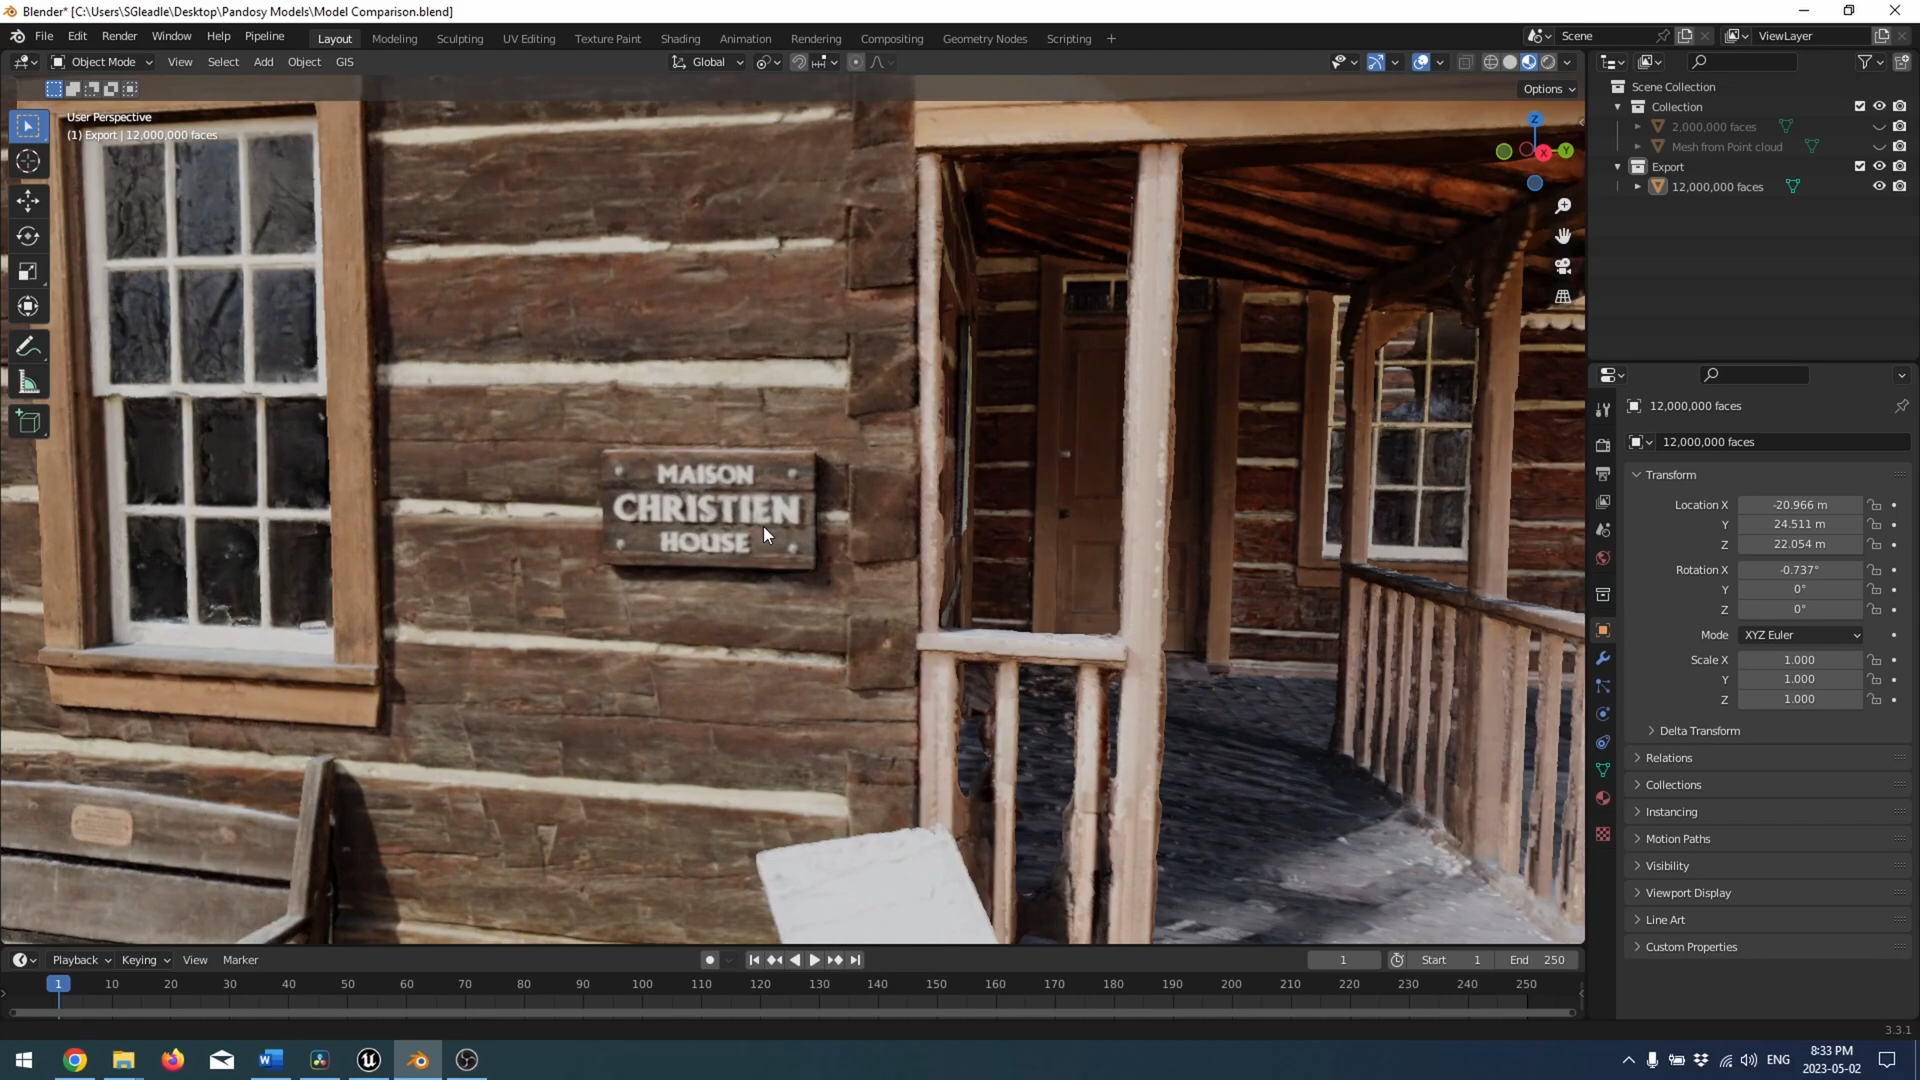 Blender* [C:\Users\SGleadle\Desktop\Pandosy Models\Model Comparison.blend]
File Edit Render Window Help Pipeline Layout Modeling Sculpting UV Editing Texture Paint Shading Animation Rendering Compositing Geometry Nodes Scripting + Scene ViewLayer
Object Mode View Select Add Object GIS Global
Options
User Perspective
(1) Export | 12,000,000 faces
Z
X
Y
MAISON
CHRISTIEN
HOUSE
Scene Collection
Collection
2,000,000 faces
Mesh from Point cloud
Export
12,000,000 faces
12,000,000 faces
12,000,000 faces
Transform
Location X -20.966 m
Y 24.511 m
Z 22.054 m
Rotation X -0.737°
Y 0°
Z 0°
Mode XYZ Euler
Scale X 1.000
Y 1.000
Z 1.000
Delta Transform
Relations
Collections
Instancing
Motion Paths
Visibility
Viewport Display
Line Art
Custom Properties
Playback Keying View Marker 1 Start 1 End 250
1 10 20 30 40 50 60 70 80 90 100 110 120 130 140 150 160 170 180 190 200 210 220 230 240 250
3.3.1
ENG
8:33 PM
2023-05-02